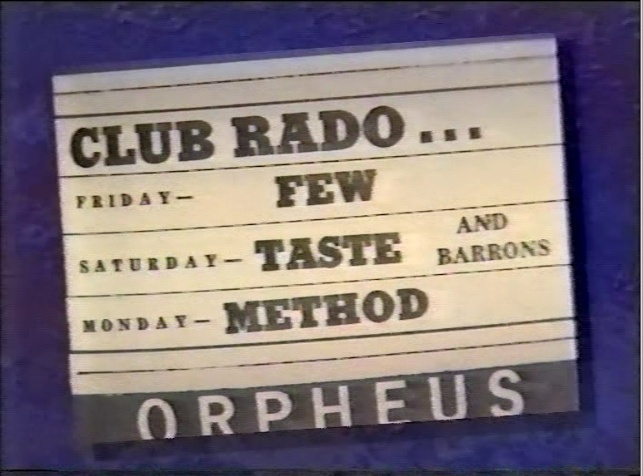 CLUB RADO...
FRIDAY— FEW
SATURDAY— TASTE AND BARRONS
MONDAY— METHOD
ORPHEUS